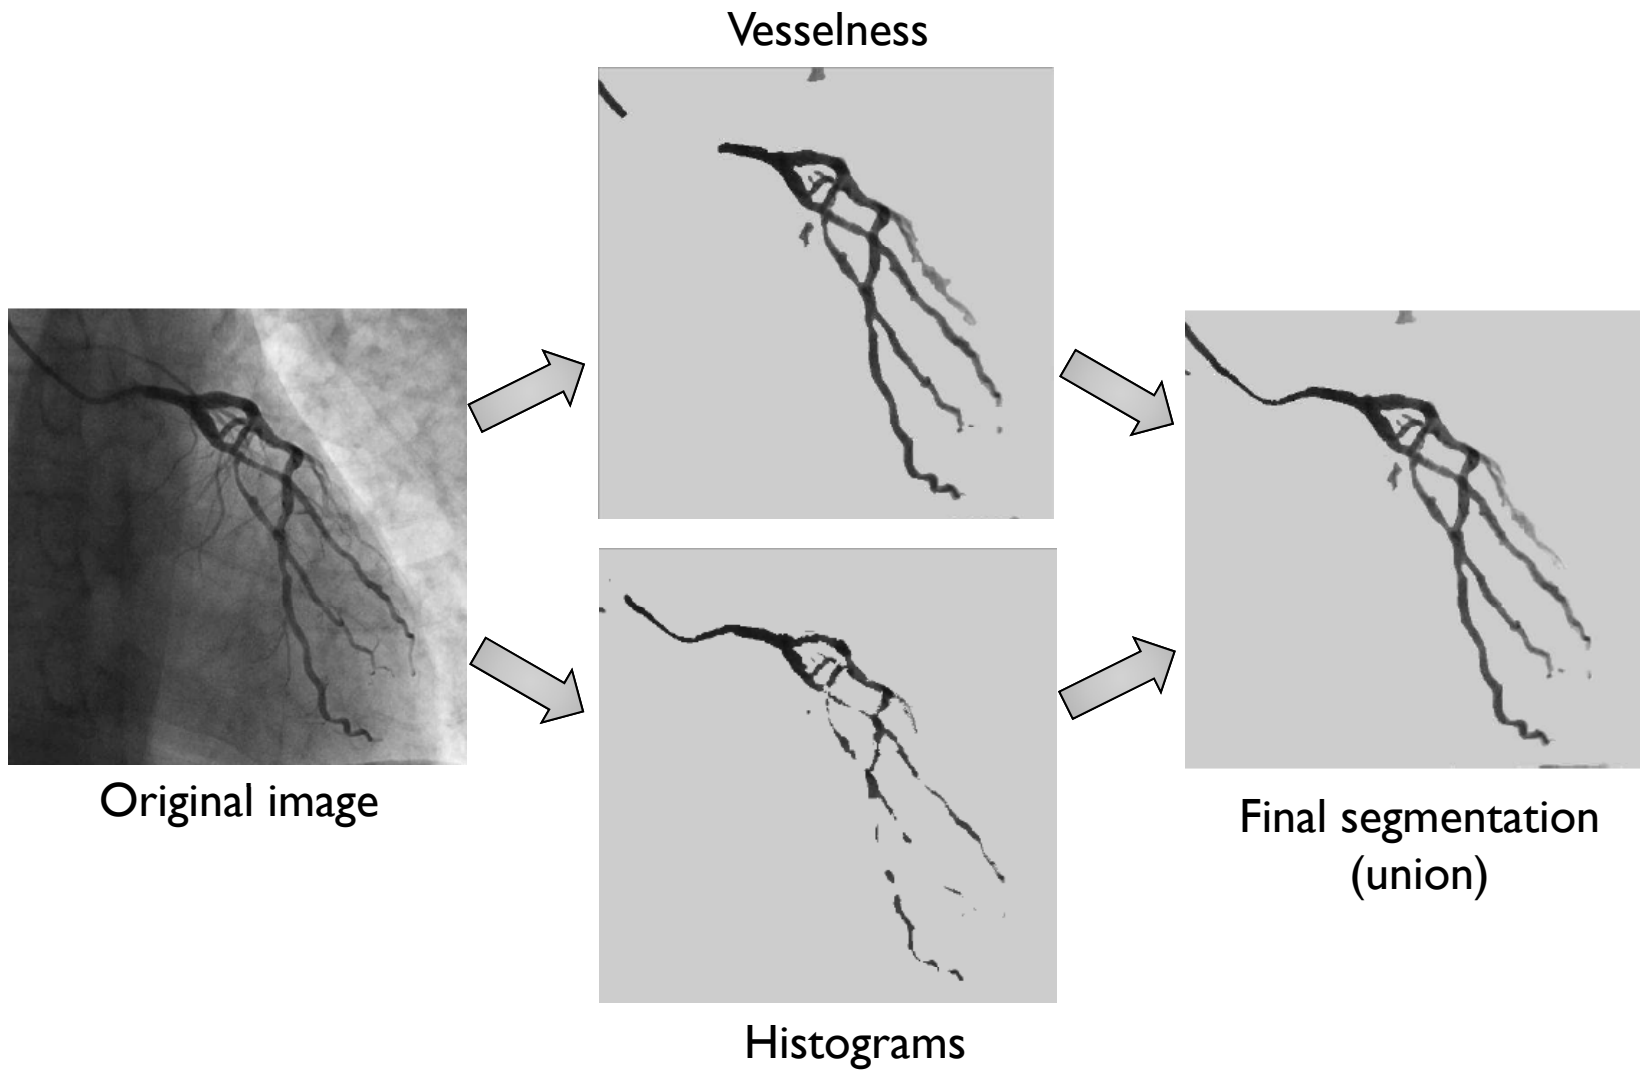 Vesselness
Original image
Final segmentation
(union)
Histograms